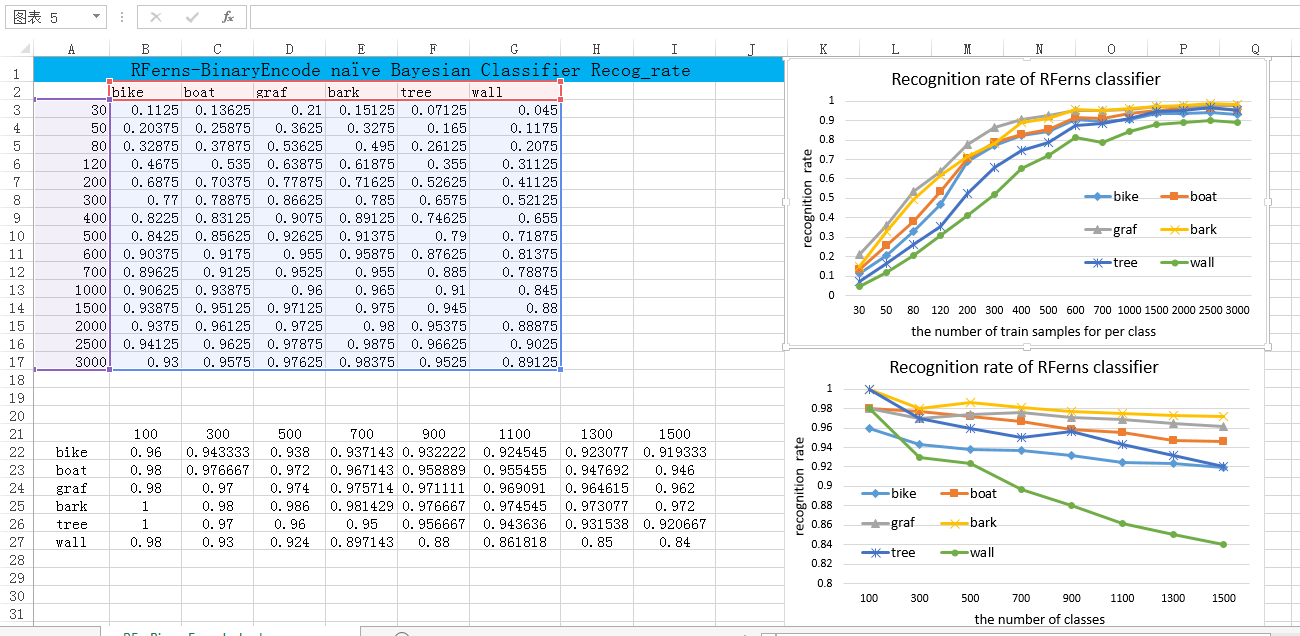 图表 5 fx
A B C D E F G H I J K L M N O P Q
1 RFerns-BinaryEncode naïve Bayesian Classifier Recog_rate
2 bike boat graf bark tree wall
3 30 0.1125 0.13625 0.21 0.15125 0.07125 0.045
4 50 0.20375 0.25875 0.3625 0.3275 0.165 0.1175
5 80 0.32875 0.37875 0.53625 0.495 0.26125 0.2075
6 120 0.4675 0.535 0.63875 0.61875 0.355 0.31125
7 200 0.6875 0.70375 0.77875 0.71625 0.52625 0.41125
8 300 0.77 0.78875 0.86625 0.785 0.6575 0.52125
9 400 0.8225 0.83125 0.9075 0.89125 0.74625 0.655
10 500 0.8425 0.85625 0.92625 0.91375 0.79 0.71875
11 600 0.90375 0.9175 0.955 0.95875 0.87625 0.81375
12 700 0.89625 0.9125 0.9525 0.955 0.885 0.78875
13 1000 0.90625 0.93875 0.96 0.965 0.91 0.845
14 1500 0.93875 0.95125 0.97125 0.975 0.945 0.88
15 2000 0.9375 0.96125 0.9725 0.98 0.95375 0.88875
16 2500 0.94125 0.9625 0.97875 0.9875 0.96625 0.9025
17 3000 0.93 0.9575 0.97625 0.98375 0.9525 0.89125
18
19
20
21 100 300 500 700 900 1100 1300 1500
22 bike 0.96 0.943333 0.938 0.937143 0.932222 0.924545 0.923077 0.919333
23 boat 0.98 0.976667 0.972 0.967143 0.958889 0.955455 0.947692 0.946
24 graf 0.98 0.97 0.974 0.975714 0.971111 0.969091 0.964615 0.962
25 bark 1 0.98 0.986 0.981429 0.976667 0.974545 0.973077 0.972
26 tree 1 0.97 0.96 0.95 0.956667 0.943636 0.931538 0.920667
27 wall 0.98 0.93 0.924 0.897143 0.88 0.861818 0.85 0.84
28
29
30
31
Recognition rate of RFerns classifier
recognition rate
1
0.9
0.8
0.7
0.6
0.5
0.4
0.3
0.2
0.1
0
bike boat
graf bark
tree wall
30 50 80 120 200 300 400 500 600 700 1000 1500 2000 2500 3000
the number of train samples for per class
Recognition rate of RFerns classifier
recognition rate
1
0.98
0.96
0.94
0.92
0.9
0.88
0.86
0.84
0.82
0.8
bike boat
graf bark
tree wall
100 300 500 700 900 1100 1300 1500
the number of classes